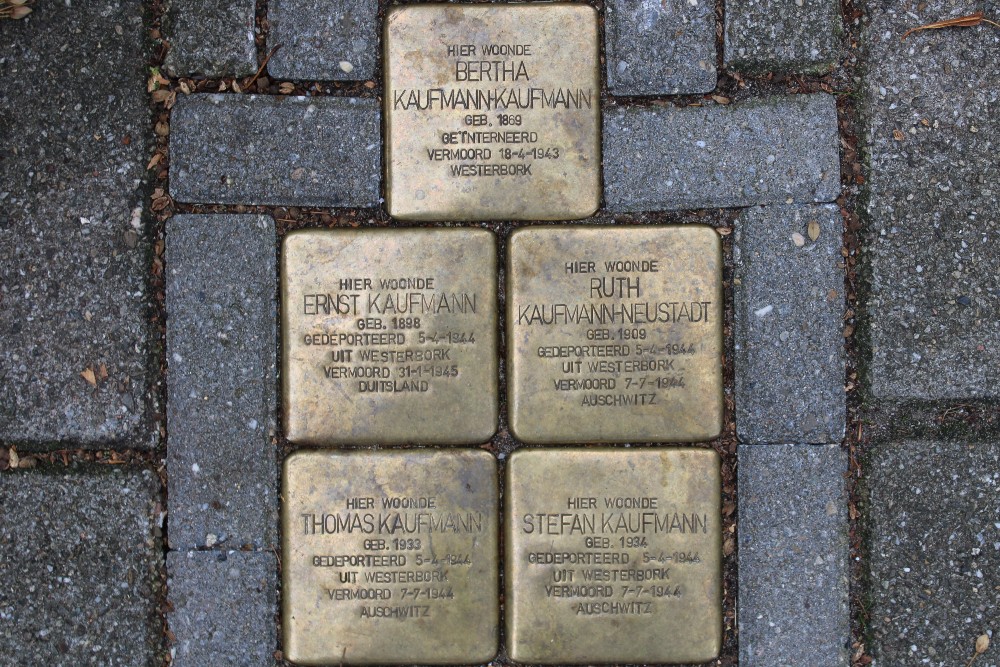 HIER WOONDE
BERTHA
KAUFMANN-KAUFMANN
GEB. 1869
GEÏNTERNEERD
VERMOORD 18-4-1943
WESTERBORK
HIER WOONDE
ERNST KAUFMANN
GEB. 1898
GEDEPORTEERD 5-4-1944
UIT WESTERBORK
VERMOORD 31-1-1945
DUITSLAND
HIER WOONDE
RUTH
KAUFMANN-NEUSTADT
GEB. 1909
GEDEPORTEERD 5-4-1944
UIT WESTERBORK
VERMOORD 7-7-1944
AUSCHWITZ
HIER WOONDE
THOMAS KAUFMANN
GEB. 1933
GEDEPORTEERD 5-4-1944
UIT WESTERBORK
VERMOORD 7-7-1944
AUSCHWITZ
HIER WOONDE
STEFAN KAUFMANN
GEB. 1934
GEDEPORTEERD 5-4-1944
UIT WESTERBORK
VERMOORD 7-7-1944
AUSCHWITZ